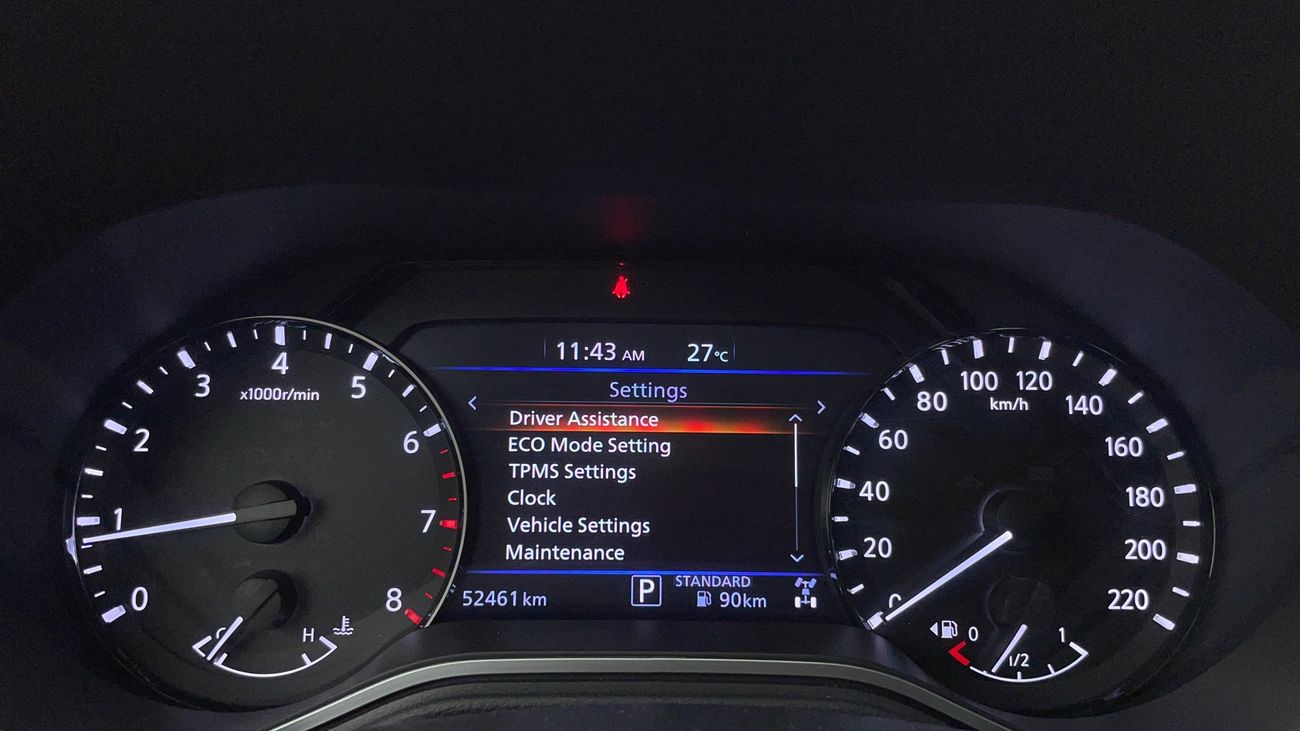 11:43 AM 27°C
Settings
Driver Assistance
ECO Mode Setting
TPMS Settings
Clock
Vehicle Settings
Maintenance
52461 km
P
STANDARD
90km
0
1
2
3
4
5
6
7
8
x1000r/min
H
0
20
40
60
80
100
120
140
160
180
200
220
km/h
0
1/2
1